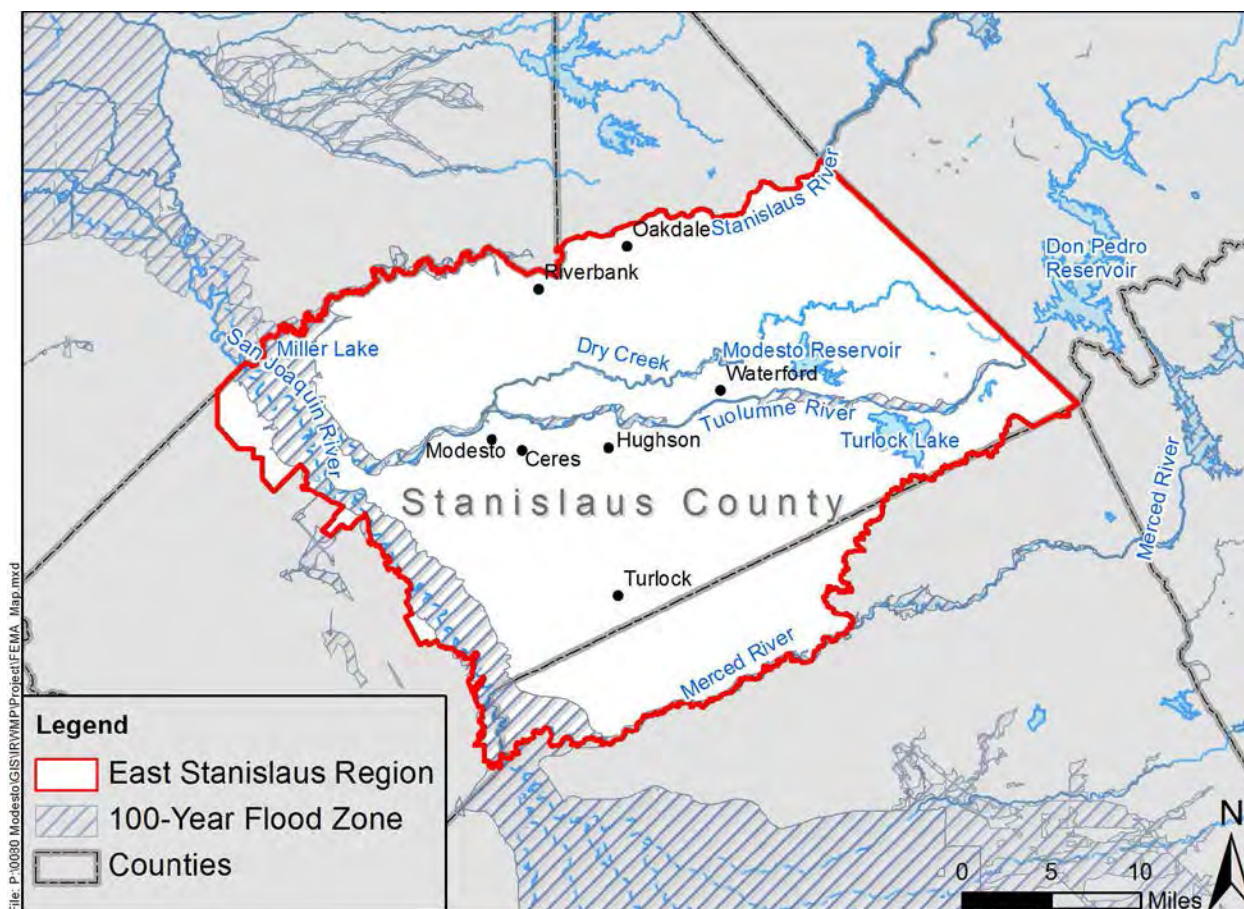 Stanislaus River
Oakdale
Don Pedro
Reservoir
Riverbank
Miller Lake
San Joaquin River
Dry Creek
Modesto Reservoir
Waterford
Tuolumne River
Turlock Lake
Modesto
Ceres
Hughson
Stanislaus County
Merced River
Turlock
Merced River
Legend
East Stanislaus Region
100-Year Flood Zone
Counties
N
0 5 10
Miles
File: P:\0080 Modesto\GIS\IRWMP\Project\FEMA_Map.mxd